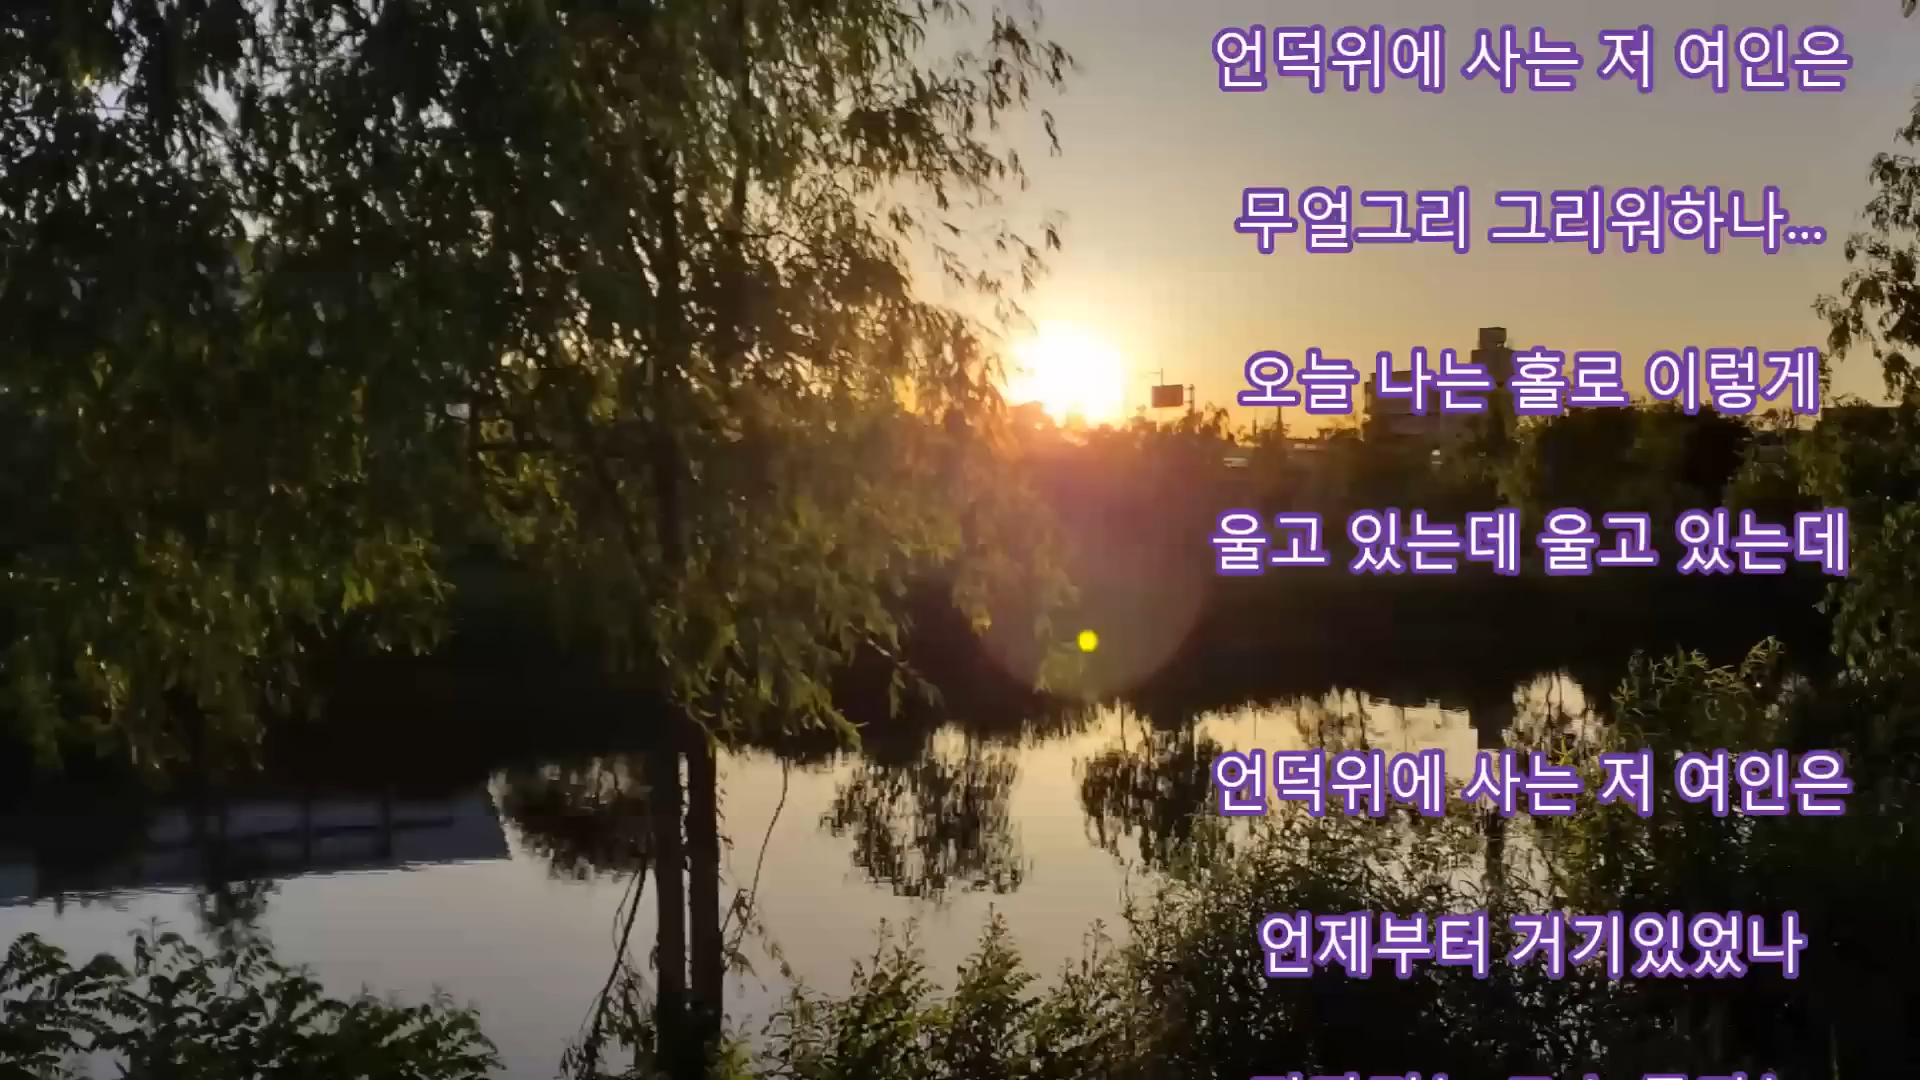 언덕위에 사는 저 여인은
무얼그리 그리워하나...
오늘 나는 홀로 이렇게
울고 있는데 울고 있는데
언덕위에 사는 저 여인은
언제부터 거기있었나